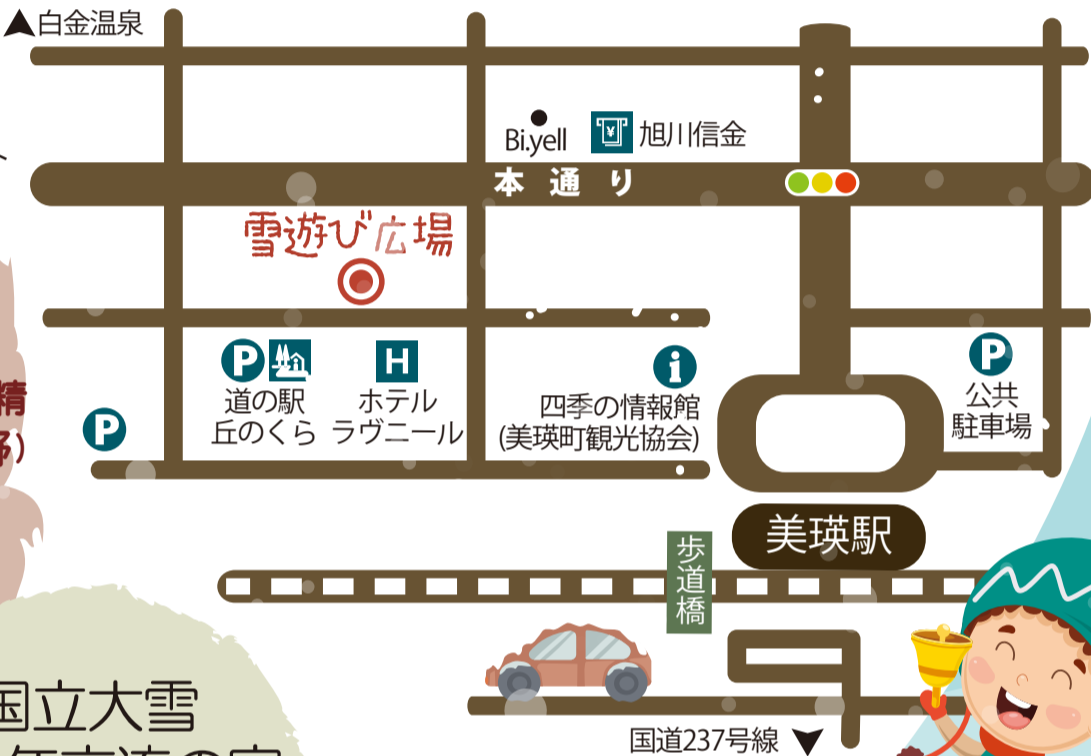 白金温泉
Bi.yell
旭川信金
本通り
雪遊び広場
P
道の駅
丘のくら
H
ホテル
ラヴニール
i
四季の情報館
(美瑛町観光協会)
P
公共
駐車場
P
精
野)
美瑛駅
歩道橋
国立大雪
国道237号線